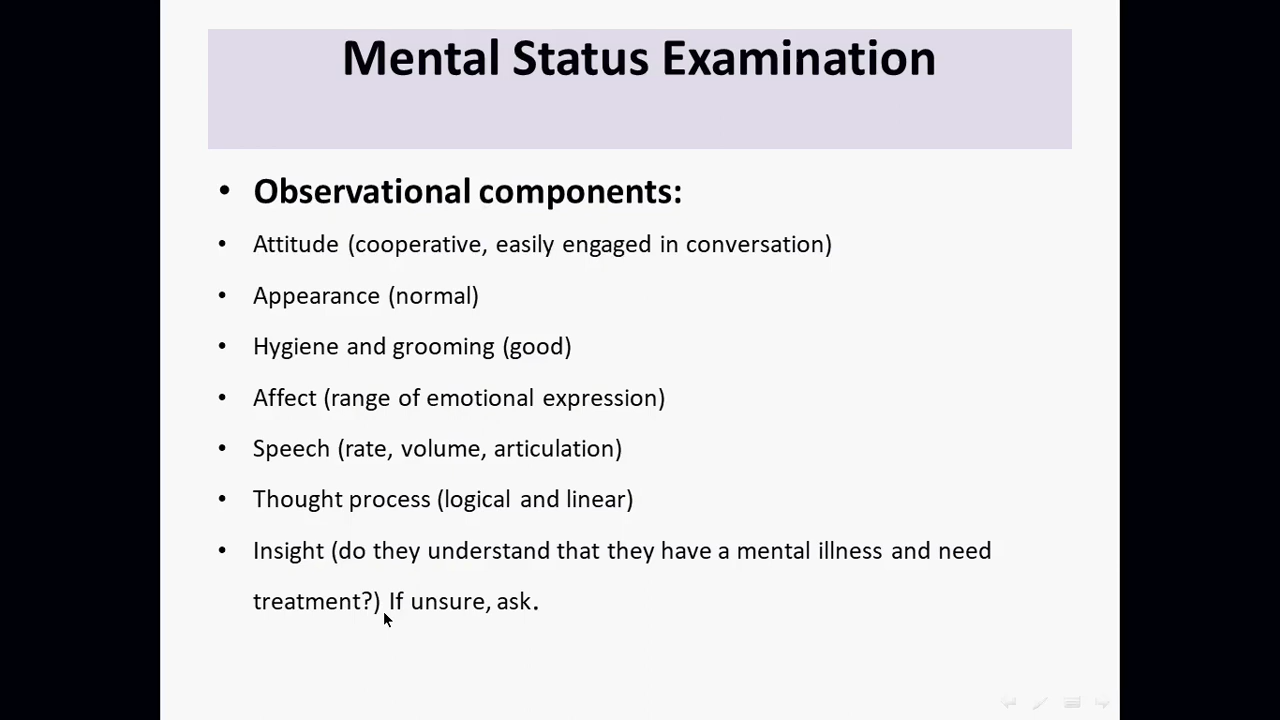 Mental Status Examination
• Observational components:
• Attitude (cooperative, easily engaged in conversation)
• Appearance (normal)
• Hygiene and grooming (good)
• Affect (range of emotional expression)
• Speech (rate, volume, articulation)
• Thought process (logical and linear)
• Insight (do they understand that they have a mental illness and need
treatment?) If unsure, ask.